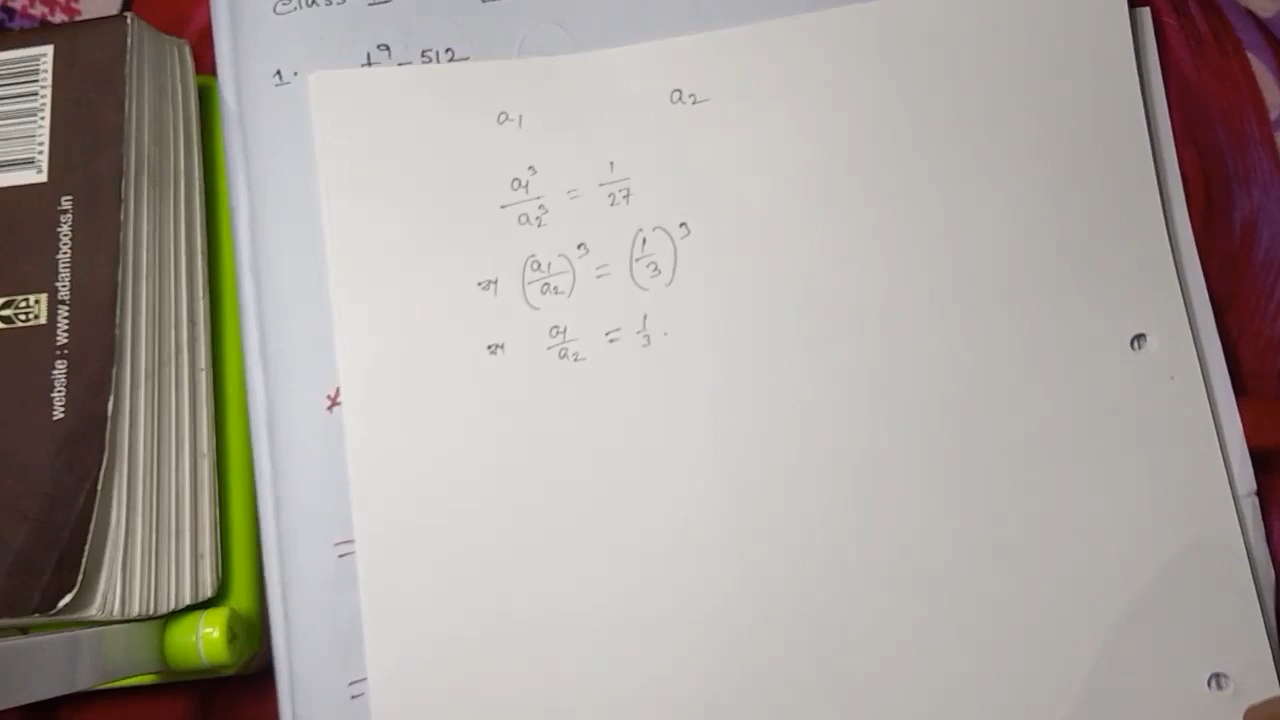 Class
1. t⁹ - 512
a₁ a₂
a₁³/a₂³ = 1/27
বা (a₁/a₂)³ = (1/3)³
বা a₁/a₂ = 1/3.
*
=
=
website : www.adambooks.in